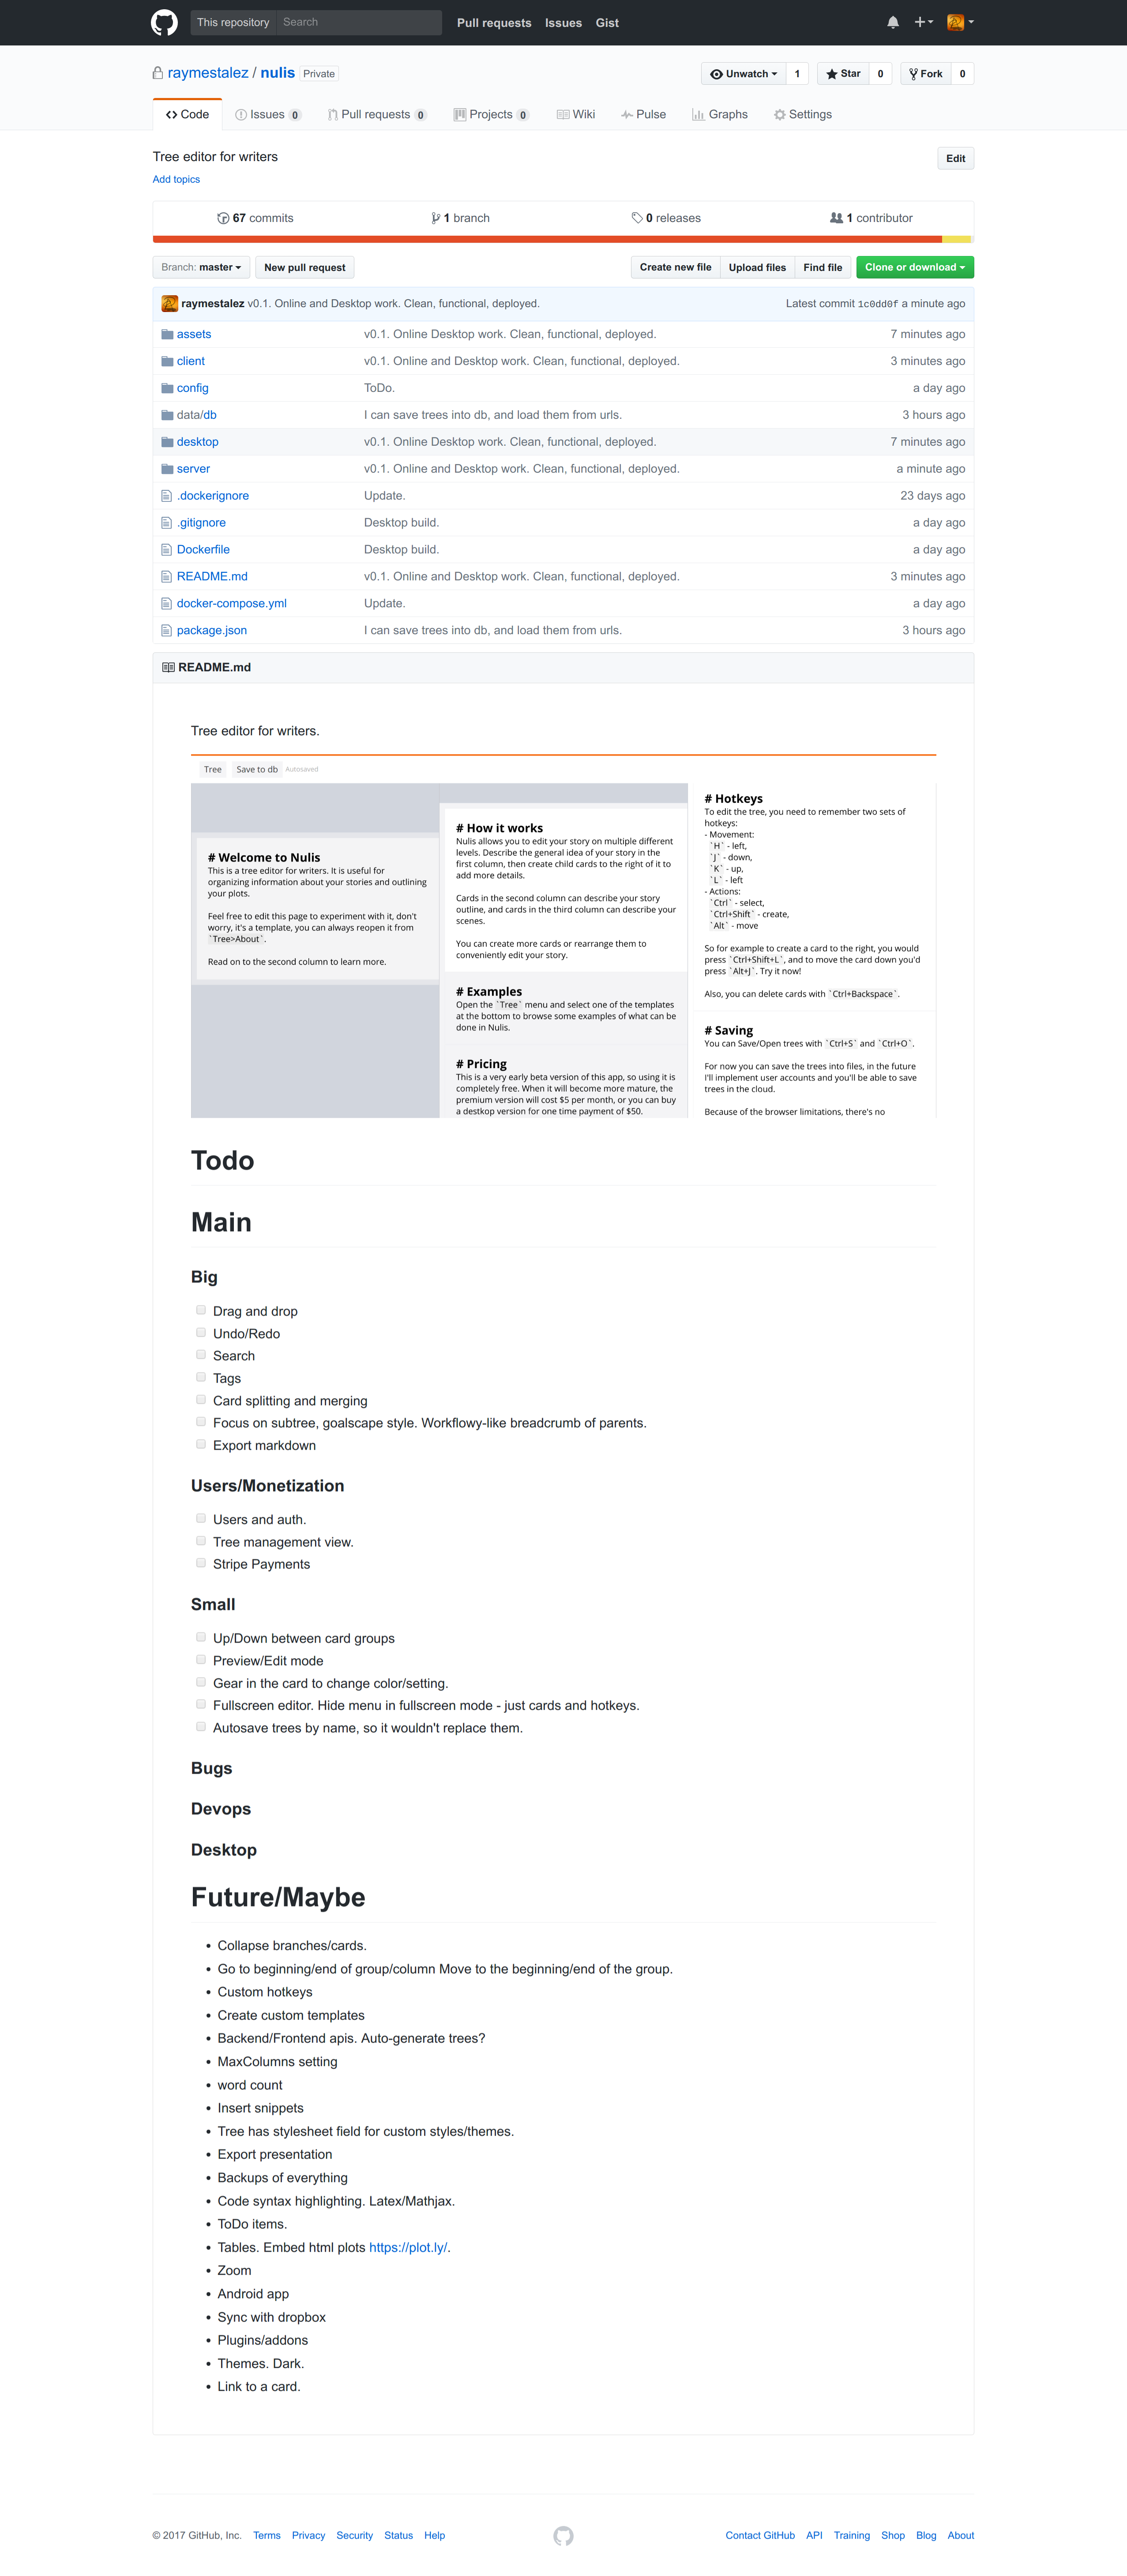 This repository Search Pull requests Issues Gist
raymestalez / nulis Private Unwatch 1 Star 0 Fork 0
Code Issues 0 Pull requests 0 Projects 0 Wiki Pulse Graphs Settings
Tree editor for writers Edit
Add topics
67 commits 1 branch 0 releases 1 contributor
Branch: master New pull request Create new file Upload files Find file Clone or download
raymestalez v0.1. Online and Desktop work. Clean, functional, deployed. Latest commit 1c0dd0f a minute ago
assets v0.1. Online Desktop work. Clean, functional, deployed. 7 minutes ago
client v0.1. Online and Desktop work. Clean, functional, deployed. 3 minutes ago
config ToDo. a day ago
data/db I can save trees into db, and load them from urls. 3 hours ago
desktop v0.1. Online Desktop work. Clean, functional, deployed. 7 minutes ago
server v0.1. Online and Desktop work. Clean, functional, deployed. a minute ago
.dockerignore Update. 23 days ago
.gitignore Desktop build. a day ago
Dockerfile Desktop build. a day ago
README.md v0.1. Online and Desktop work. Clean, functional, deployed. 3 minutes ago
docker-compose.yml Update. a day ago
package.json I can save trees into db, and load them from urls. 3 hours ago
README.md
Tree editor for writers.
Tree Save to db Autosaved
# Welcome to Nulis
This is a tree editor for writers. It is useful for
organizing information about your stories and outlining
your plots.
Feel free to edit this page to experiment with it, don't
worry, it's a template, you can always reopen it from
`Tree>About`.
Read on to the second column to learn more.
# How it works
Nulis allows you to edit your story on multiple different
levels. Describe the general idea of your story in the
first column, then create child cards to the right of it to
add more details.
Cards in the second column can describe your story
outline, and cards in the third column can describe your
scenes.
You can create more cards or rearrange them to
conveniently edit your story.
# Examples
Open the `Tree` menu and select one of the templates
at the bottom to browse some examples of what can be
done in Nulis.
# Pricing
This is a very early beta version of this app, so using it is
completely free. When it will become more mature, the
premium version will cost $5 per month, or you can buy
a destkop version for one time payment of $50.
# Hotkeys
To edit the tree, you need to remember two sets of
hotkeys:
- Movement:
`H` - left,
`J` - down,
`K` - up,
`L` - left
- Actions:
`Ctrl` - select,
`Ctrl+Shift` - create,
`Alt` - move
So for example to create a card to the right, you would
press `Ctrl+Shift+L`, and to move the card down you'd
press `Alt+J`. Try it now!
Also, you can delete cards with `Ctrl+Backspace`.
# Saving
You can Save/Open trees with `Ctrl+S` and `Ctrl+O`.
For now you can save the trees into files, in the future
I'll implement user accounts and you'll be able to save
trees in the cloud.
Because of the browser limitations, there's no
Todo
Main
Big
Drag and drop
Undo/Redo
Search
Tags
Card splitting and merging
Focus on subtree, goalscape style. Workflowy-like breadcrumb of parents.
Export markdown
Users/Monetization
Users and auth.
Tree management view.
Stripe Payments
Small
Up/Down between card groups
Preview/Edit mode
Gear in the card to change color/setting.
Fullscreen editor. Hide menu in fullscreen mode - just cards and hotkeys.
Autosave trees by name, so it wouldn't replace them.
Bugs
Devops
Desktop
Future/Maybe
• Collapse branches/cards.
• Go to beginning/end of group/column Move to the beginning/end of the group.
• Custom hotkeys
• Create custom templates
• Backend/Frontend apis. Auto-generate trees?
• MaxColumns setting
• word count
• Insert snippets
• Tree has stylesheet field for custom styles/themes.
• Export presentation
• Backups of everything
• Code syntax highlighting. Latex/Mathjax.
• ToDo items.
• Tables. Embed html plots https://plot.ly/.
• Zoom
• Android app
• Sync with dropbox
• Plugins/addons
• Themes. Dark.
• Link to a card.
© 2017 GitHub, Inc. Terms Privacy Security Status Help Contact GitHub API Training Shop Blog About